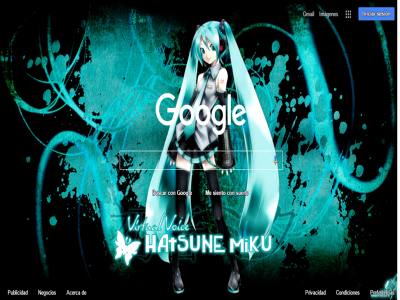 Gmail Imágenes Iniciar sesión
Google
Buscar con Google Me siento con suerte
Virtual Voice
HAtSUNE MiKU
Publicidad Negocios Acerca de Privacidad Condiciones Preferencias